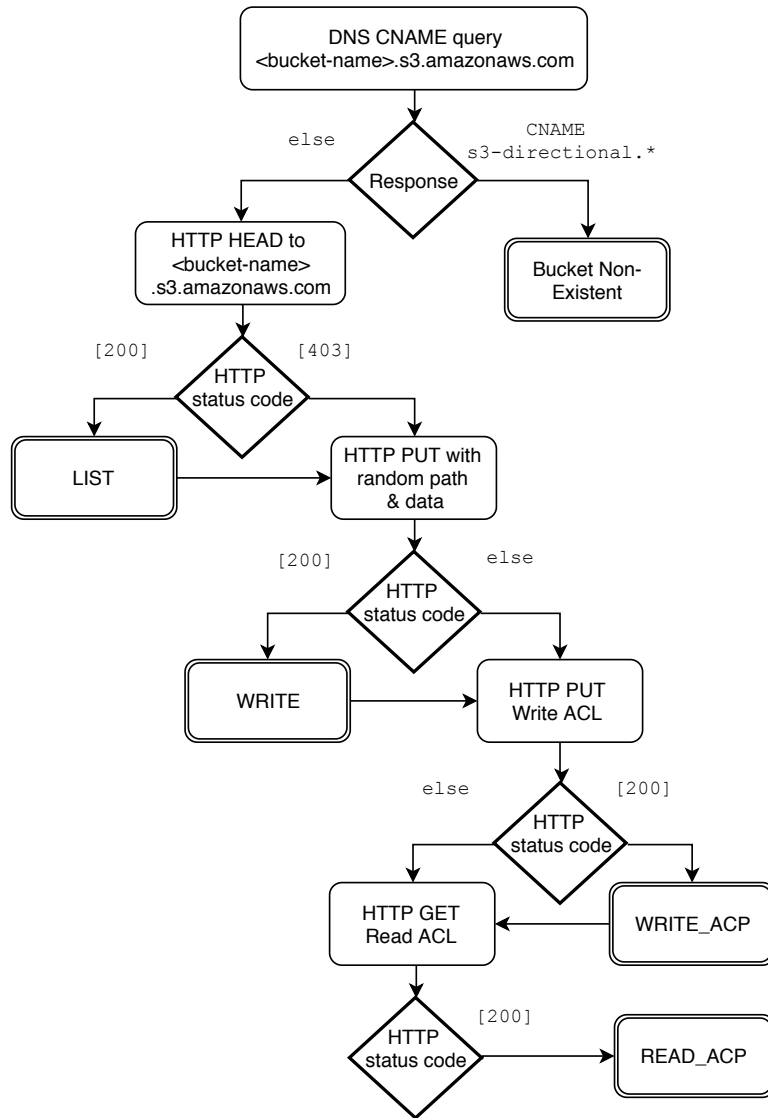 DNS CNAME query
<bucket-name>.s3.amazonaws.com
else
CNAME
s3-directional.*
Response
HTTP HEAD to
<bucket-name>
.s3.amazonaws.com
Bucket Non-
Existent
[200]
[403]
HTTP
status code
LIST
HTTP PUT with
random path
& data
[200]
else
HTTP
status code
WRITE
HTTP PUT
Write ACL
else
[200]
HTTP
status code
HTTP GET
Read ACL
WRITE_ACP
[200]
HTTP
status code
READ_ACP